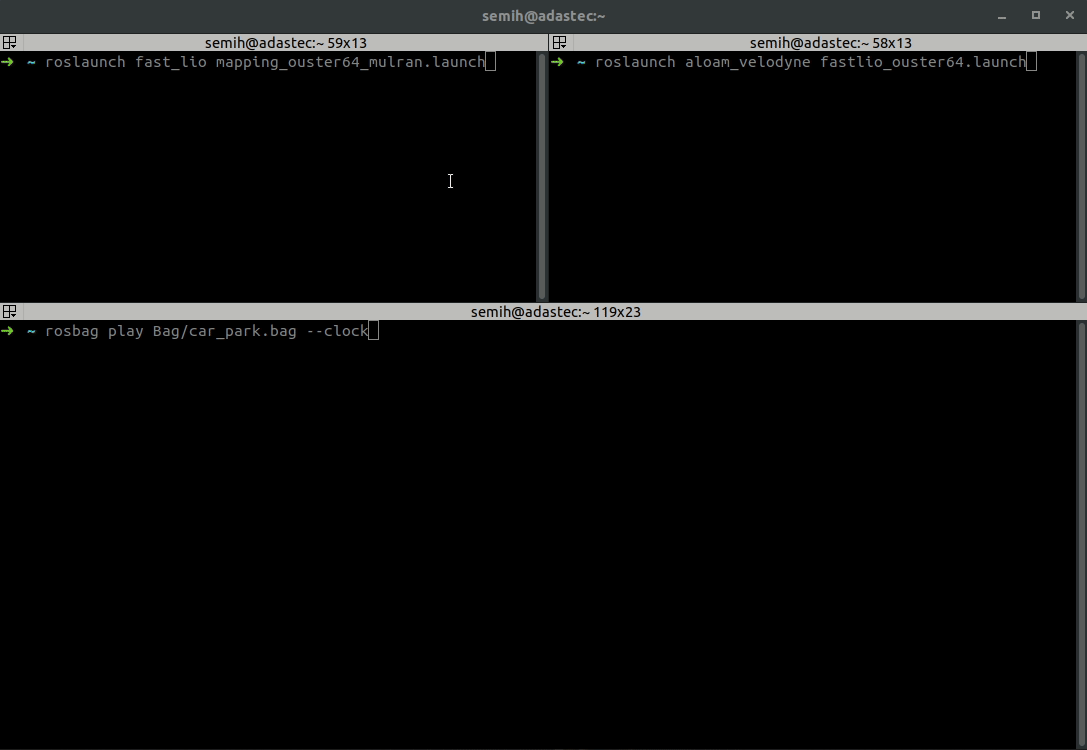 semih@adastec:~
semih@adastec:~ 59x13
➜ ~ roslaunch fast_lio mapping_ouster64_mulran.launch
semih@adastec:~ 58x13
➜ ~ roslaunch aloam_velodyne fastlio_ouster64.launch
semih@adastec:~ 119x23
➜ ~ rosbag play Bag/car_park.bag --clock